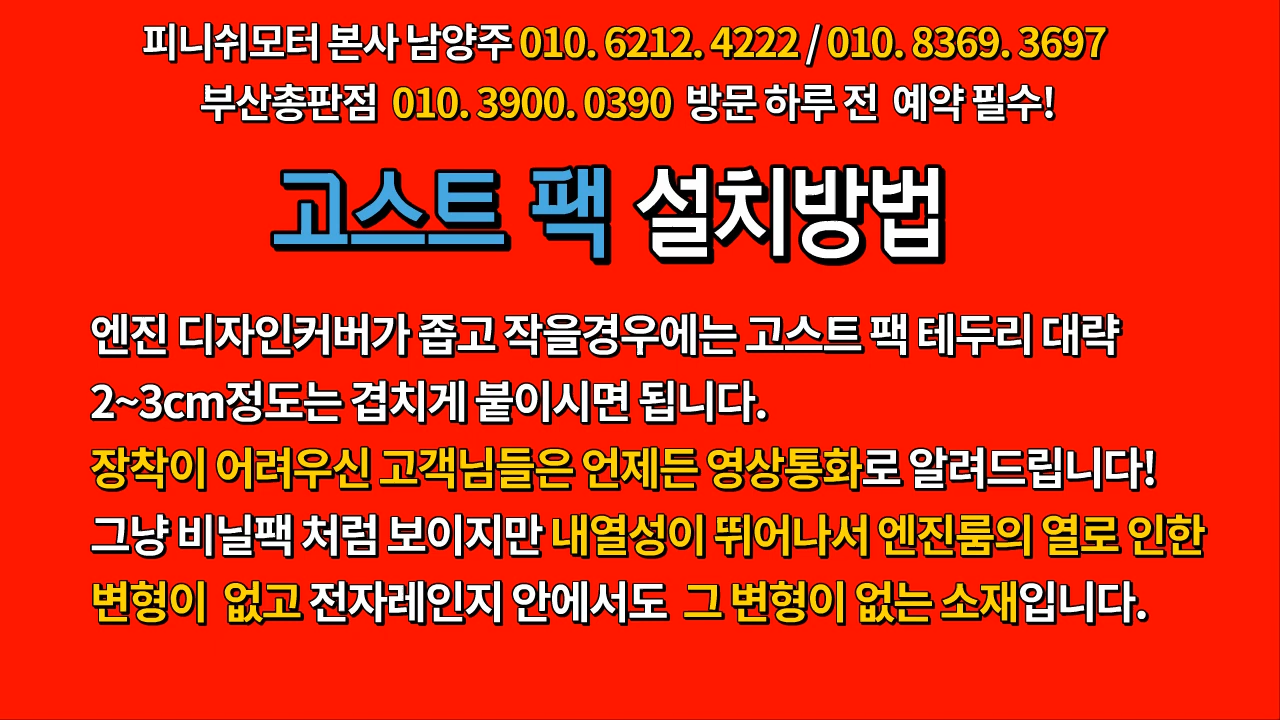 피니쉬모터 본사 남양주 010. 6212. 4222 / 010. 8369. 3697
부산총판점 010. 3900. 0390 방문 하루 전 예약 필수!
고스트 팩 설치방법
엔진 디자인커버가 좁고 작을경우에는 고스트 팩 테두리 대략
2~3cm정도는 겹치게 붙이시면 됩니다.
장착이 어려우신 고객님들은 언제든 영상통화로 알려드립니다!
그냥 비닐팩 처럼 보이지만 내열성이 뛰어나서 엔진룸의 열로 인한
변형이 없고 전자레인지 안에서도 그 변형이 없는 소재입니다.